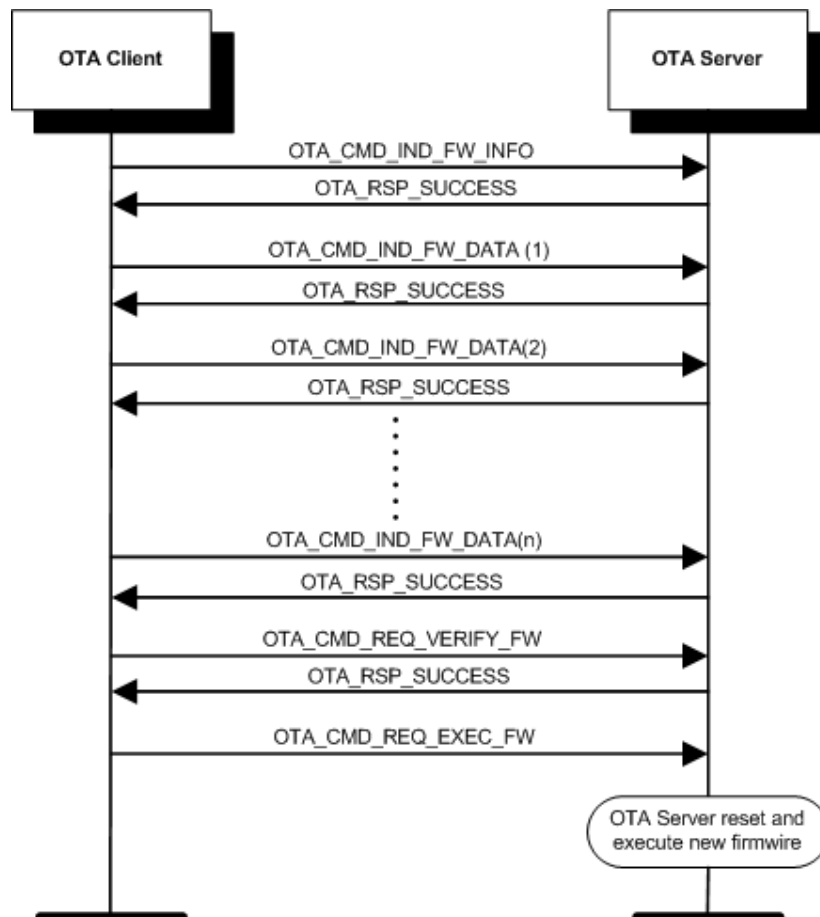 OTA Client
OTA Server
OTA_CMD_IND_FW_INFO
OTA_RSP_SUCCESS
OTA_CMD_IND_FW_DATA (1)
OTA_RSP_SUCCESS
OTA_CMD_IND_FW_DATA(2)
OTA_RSP_SUCCESS
OTA_CMD_IND_FW_DATA(n)
OTA_RSP_SUCCESS
OTA_CMD_REQ_VERIFY_FW
OTA_RSP_SUCCESS
OTA_CMD_REQ_EXEC_FW
OTA Server reset and
execute new firmwire